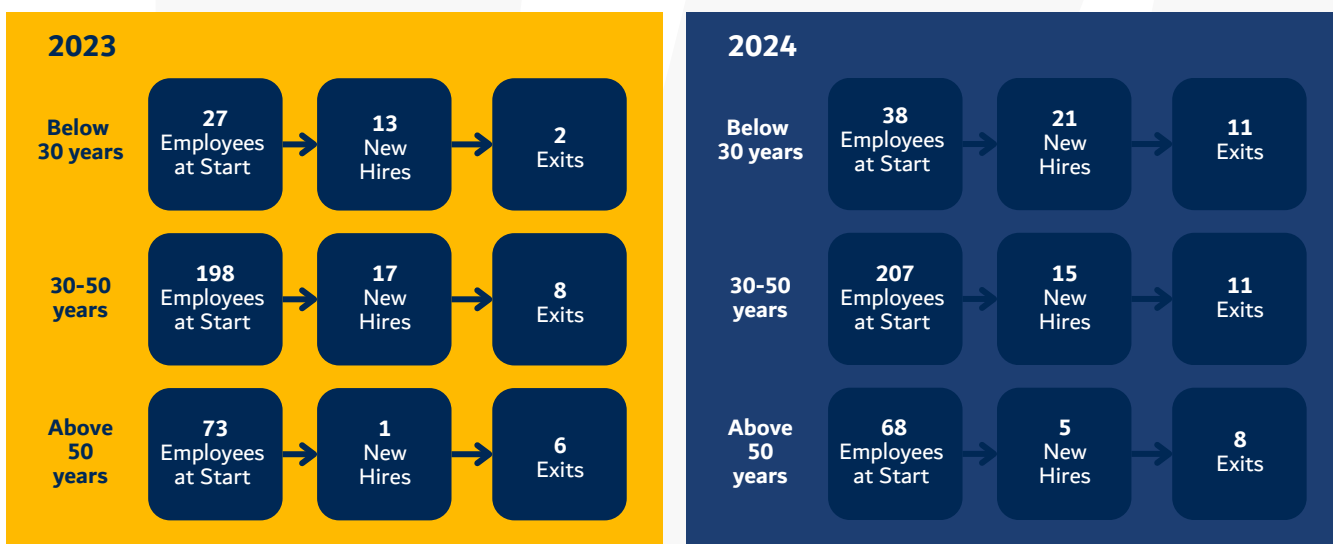 2023
Below
30 years
27
Employees
at Start
13
New
Hires
2
Exits
30-50
years
198
Employees
at Start
17
New
Hires
8
Exits
Above
50
years
73
Employees
at Start
1
New
Hires
6
Exits
2024
Below
30 years
38
Employees
at Start
21
New
Hires
11
Exits
30-50
years
207
Employees
at Start
15
New
Hires
11
Exits
Above
50
years
68
Employees
at Start
5
New
Hires
8
Exits